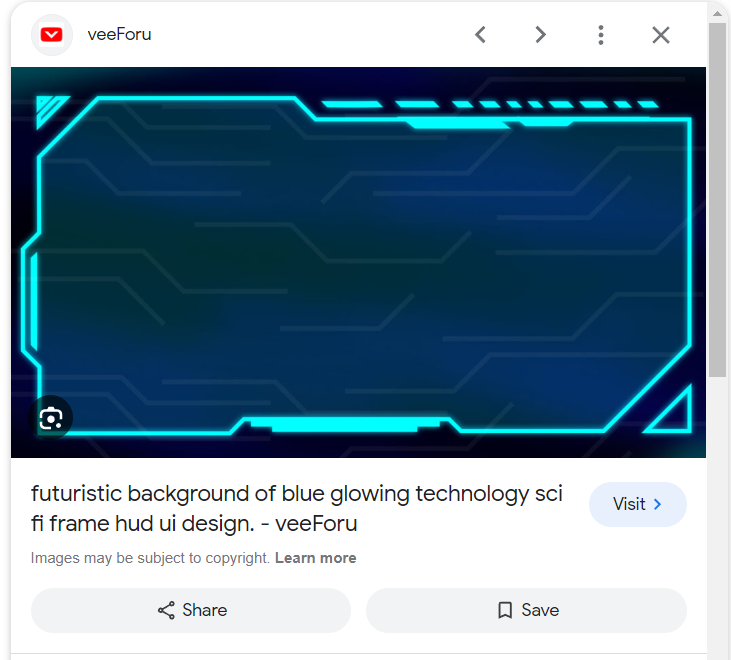 veeForu
futuristic background of blue glowing technology sci
fi frame hud ui design. - veeForu
Visit
Images may be subject to copyright. Learn more
Share
Save